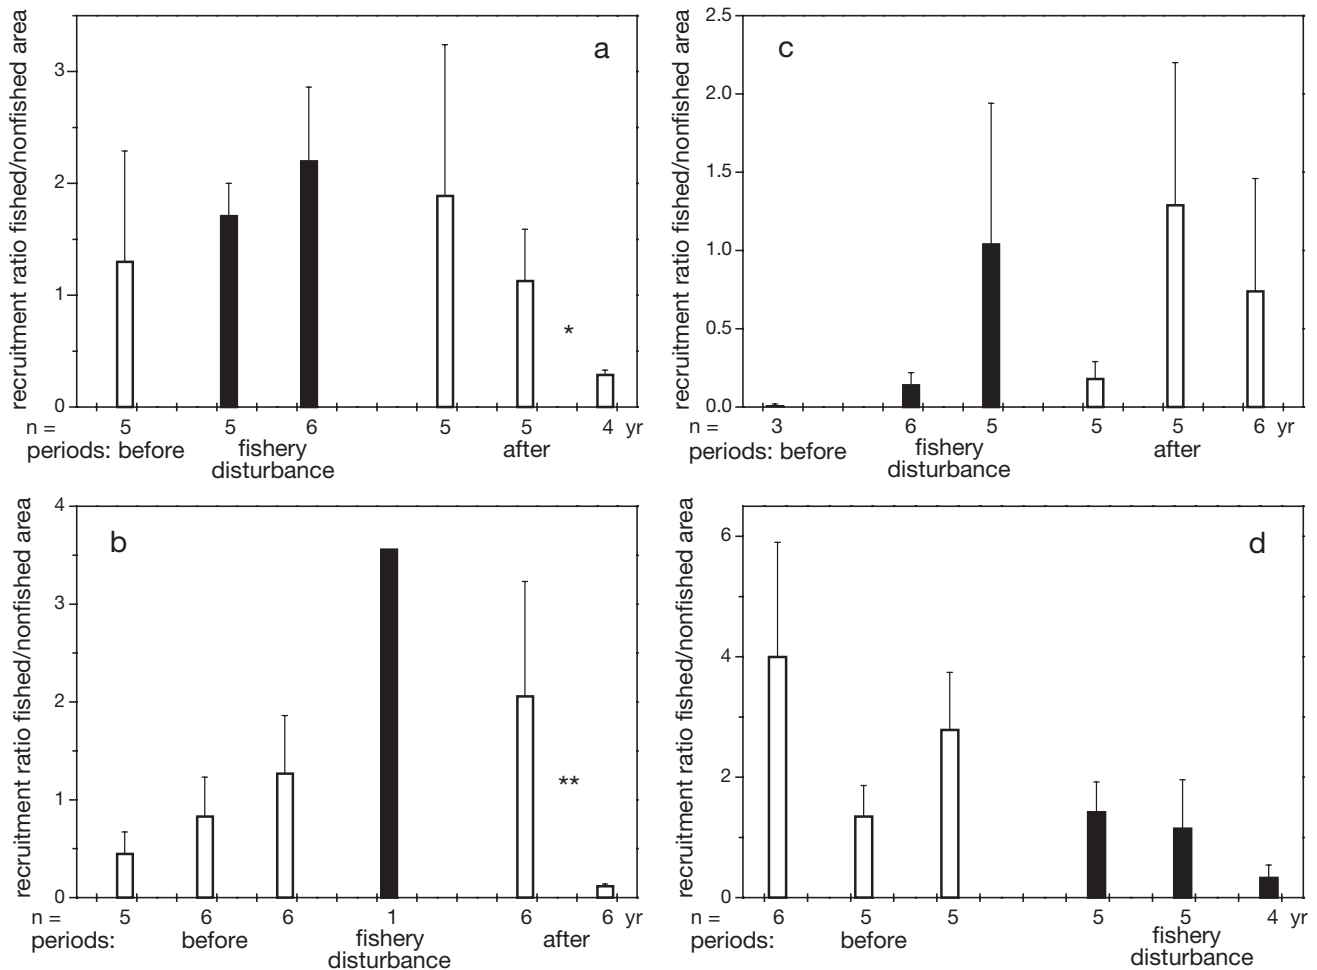 recruitment ratio fished/nonfished area
a
3
2
1
0
*
n = 5 5 6 5 5 4 yr
periods: before fishery disturbance after
recruitment ratio fished/nonfished area
c
2.5
2.0
1.5
1.0
0.5
0.0
n = 3 6 5 5 5 6 yr
periods: before fishery disturbance after
recruitment ratio fished/nonfished area
b
4
3
2
1
0
**
n = 5 6 6 1 6 6 yr
periods: before fishery disturbance after
recruitment ratio fished/nonfished area
d
6
4
2
0
n = 6 5 5 5 5 4 yr
periods: before fishery disturbance